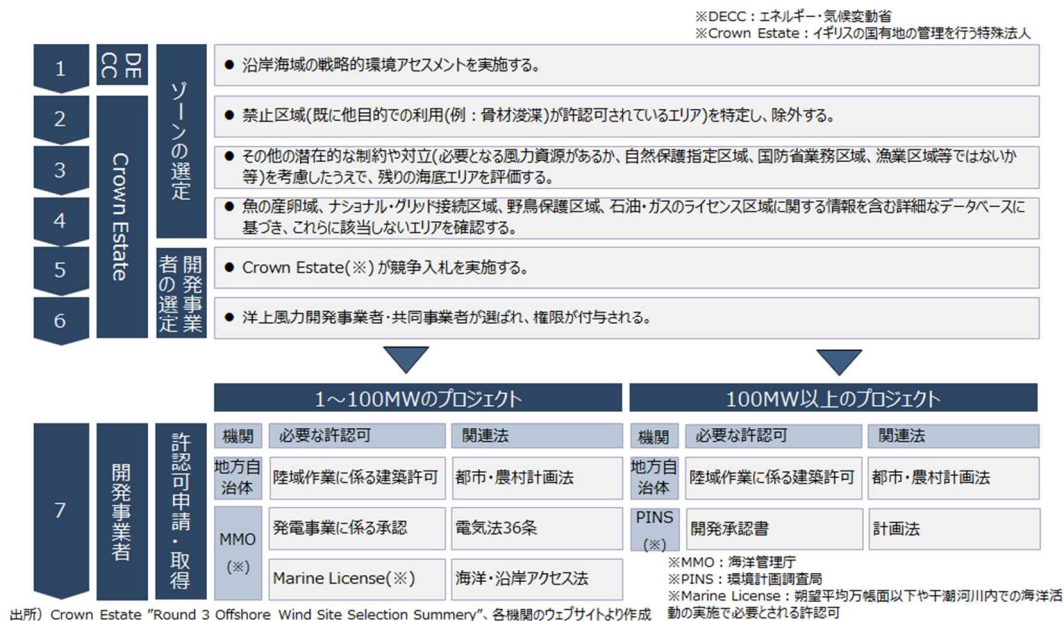 ※DECC：エネルギー・気候変動省
※Crown Estate：イギリスの国有地の管理を行う特殊法人
1
DECC
ゾーンの選定
● 沿岸海域の戦略的環境アセスメントを実施する。
2
Crown Estate
● 禁止区域(既に他目的での利用(例：骨材浚渫)が許認可されているエリア)を特定し、除外する。
3
● その他の潜在的な制約や対立(必要となる風力資源があるか、自然保護指定区域、国防省業務区域、漁業区域等ではないか
等)を考慮したうえで、残りの海底エリアを評価する。
4
● 魚の産卵域、ナショナル・グリッド接続区域、野鳥保護区域、石油・ガスのライセンス区域に関する情報を含む詳細なデータベースに
基づき、これらに該当しないエリアを確認する。
5
開発事業
者の選定
● Crown Estate(※)が競争入札を実施する。
6
● 洋上風力開発事業者・共同事業者が選ばれ、権限が付与される。
1～100MWのプロジェクト
100MW以上のプロジェクト
7
開発事業者
許認可申請・取得
機関 必要な許認可 関連法
地方自
治体
陸域作業に係る建築許可 都市・農村計画法
MMO
(※)
発電事業に係る承認 電気法36条
Marine License(※) 海洋・沿岸アクセス法
機関 必要な許認可 関連法
地方自
治体
陸域作業に係る建築許可 都市・農村計画法
PINS
(※)
開発承認書 計画法
※MMO：海洋管理庁
※PINS：環境計画調査局
※Marine License：朔望平均万帳面以下や干潮河川内での海洋活
動の実施で必要とされる許認可
出所）Crown Estate ”Round 3 Offshore Wind Site Selection Summery”、各機関のウェブサイトより作成